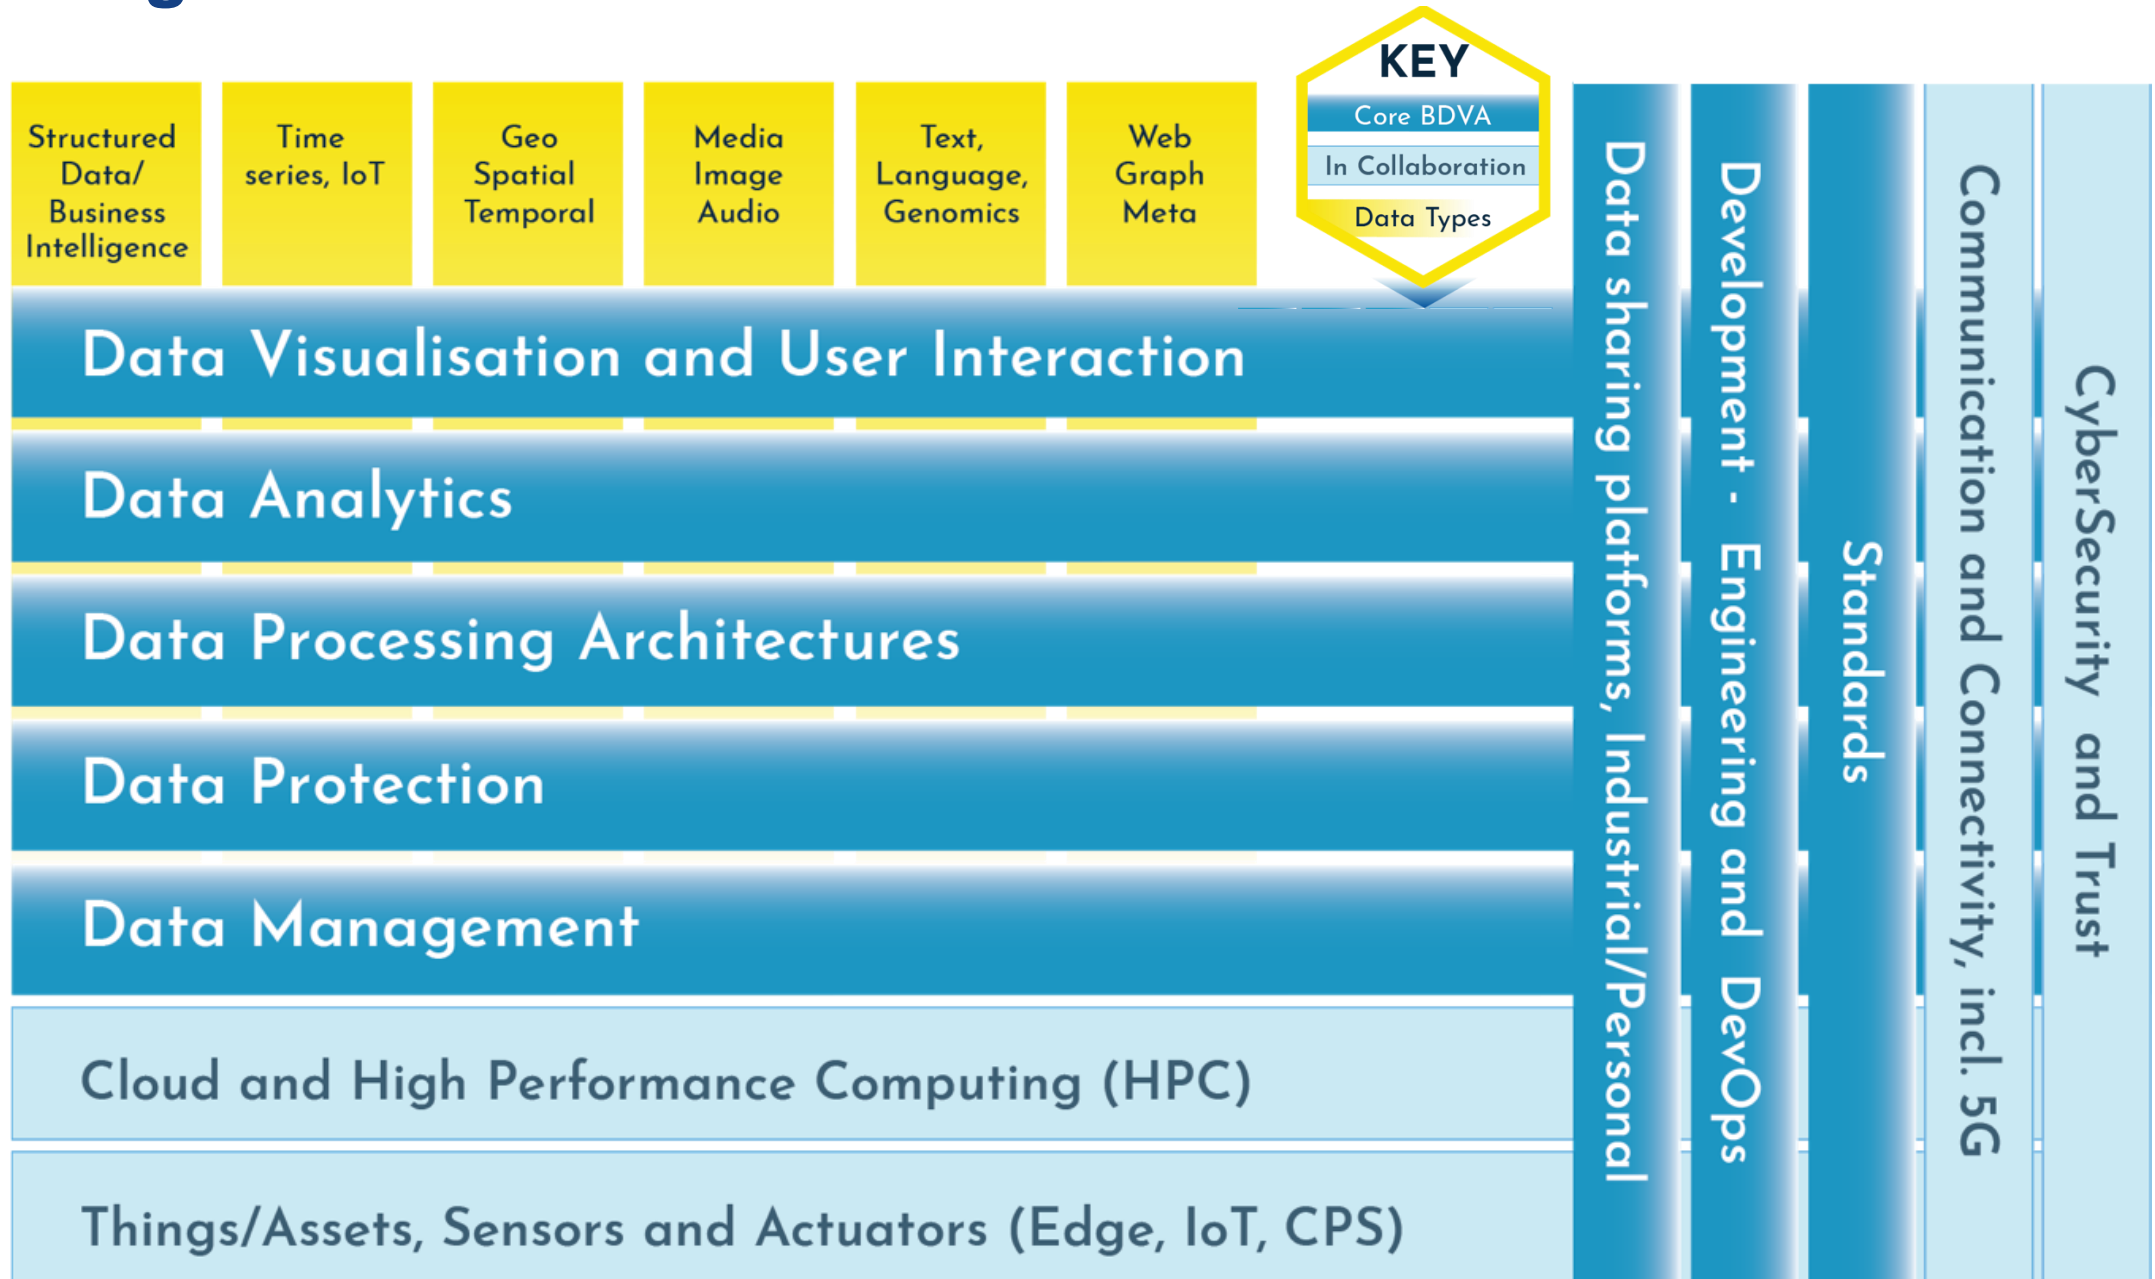 Structured
Data/
Business
Intelligence
Time
series, IoT
Geo
Spatial
Temporal
Media
Image
Audio
Text,
Language,
Genomics
Web
Graph
Meta
KEY
Core BDVA
In Collaboration
Data Types
Data Visualisation and User Interaction
Data Analytics
Data Processing Architectures
Data Protection
Data Management
Cloud and High Performance Computing (HPC)
Things/Assets, Sensors and Actuators (Edge, IoT, CPS)
Data sharing platforms, Industrial/Personal
Development - Engineering and DevOps
Standards
Communication and Connectivity, incl. 5G
CyberSecurity and Trust